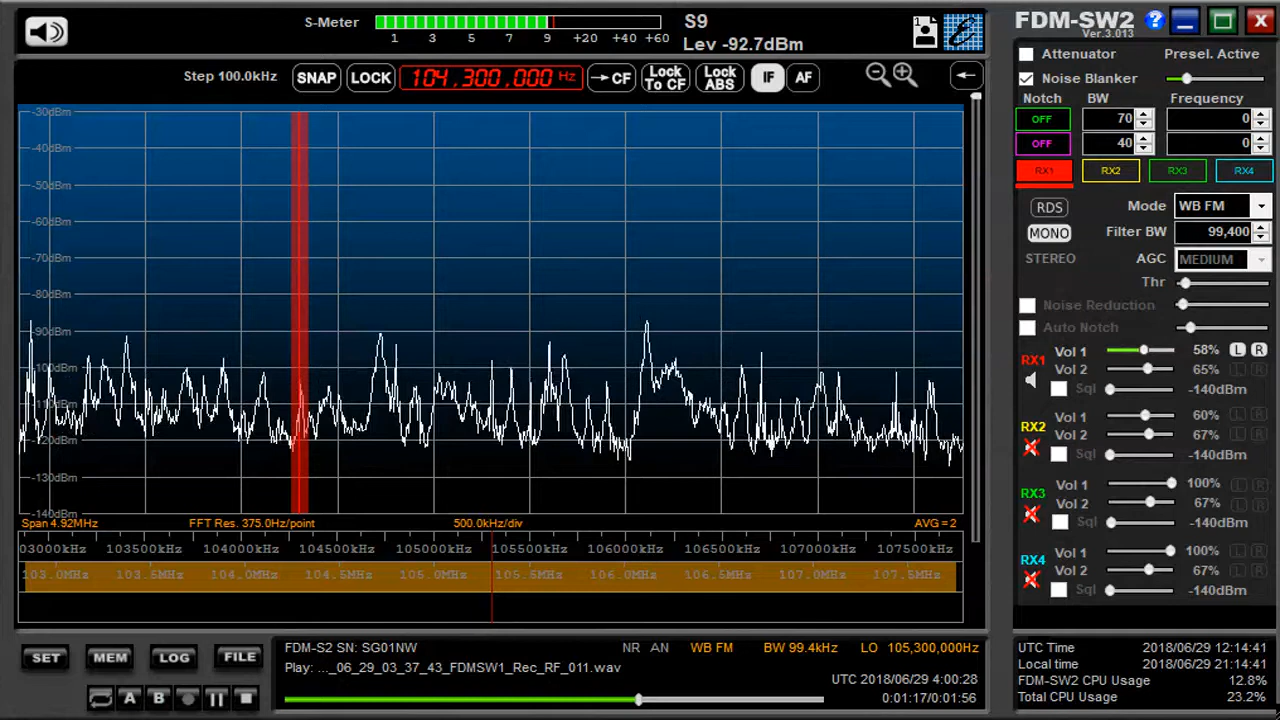 S-Meter
1 3 5 7 9 +20 +40 +60
S9
Lev -92.7dBm
FDM-SW2
Ver.3.013
?
Step 100.0kHz
SNAP
LOCK
104,300,000 Hz
→CF
Lock To CF
Lock ABS
IF
AF
-30dBm
-40dBm
-50dBm
-60dBm
-70dBm
-80dBm
-90dBm
-100dBm
-110dBm
-120dBm
-130dBm
-140dBm
Span 4.92MHz FFT Res. 375.0Hz/point 500.0kHz/div AVG = 2
03000kHz 103500kHz 104000kHz 104500kHz 105000kHz 105500kHz 106000kHz 106500kHz 107000kHz 107500kHz
103.0MHz 103.5MHz 104.0MHz 104.5MHz 105.0MHz 105.5MHz 106.0MHz 106.5MHz 107.0MHz 107.5MHz
SET MEM LOG FILE
A B
FDM-S2 SN: SG01NW NR AN WB FM BW 99.4kHz LO 105,300,000Hz
Play: ..._06_29_03_37_43_FDMSW1_Rec_RF_011.wav
UTC 2018/06/29 4:00:28
0:01:17/0:01:56
Attenuator Presel. Active
Noise Blanker
Notch BW Frequency
OFF 70 0
OFF 40 0
RX1 RX2 RX3 RX4
RDS Mode WB FM
MONO Filter BW 99,400
STEREO AGC MEDIUM
Thr
Noise Reduction
Auto Notch
RX1
Vol 1 58% L R
Vol 2 65% L R
Sql -140dBm
RX2
Vol 1 60% L R
Vol 2 67% L R
Sql -140dBm
RX3
Vol 1 100% L R
Vol 2 67% L R
Sql -140dBm
RX4
Vol 1 100% L R
Vol 2 67% L R
Sql -140dBm
UTC Time 2018/06/29 12:14:41
Local time 2018/06/29 21:14:41
FDM-SW2 CPU Usage 12.8%
Total CPU Usage 23.2%